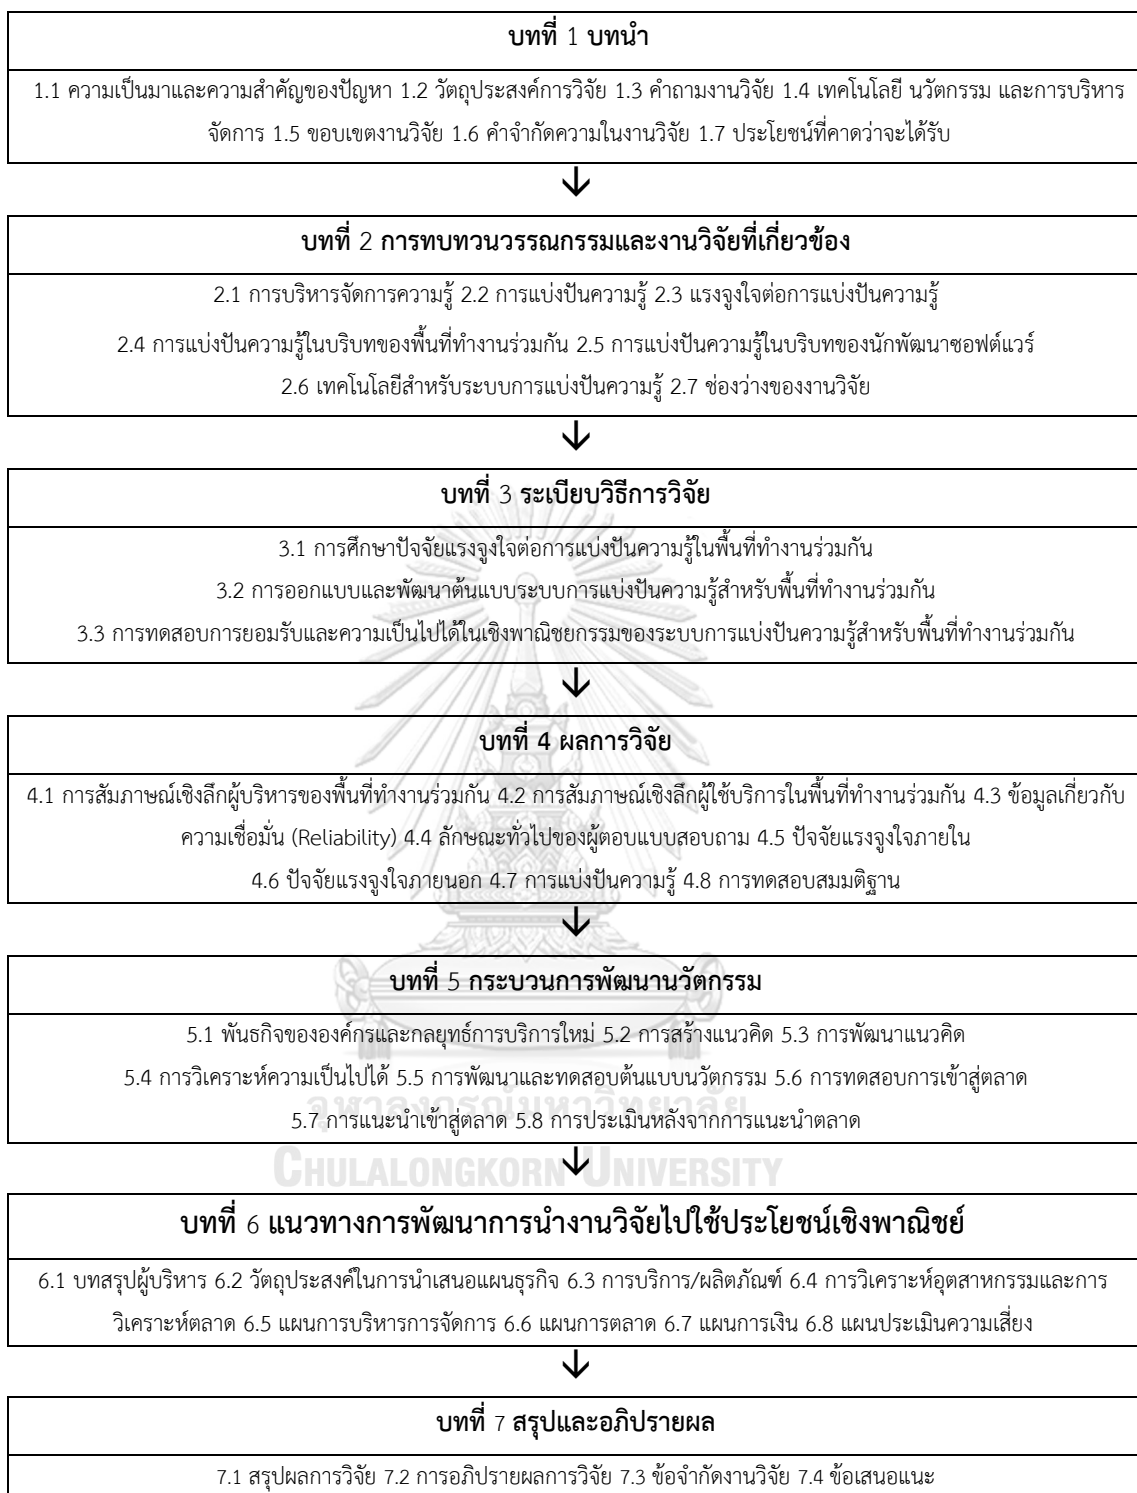 บทที่ 1 บทนำ
1.1 ความเป็นมาและความสำคัญของปัญหา 1.2 วัตถุประสงค์การวิจัย 1.3 คำถามงานวิจัย 1.4 เทคโนโลยี นวัตกรรม และการบริหาร
จัดการ 1.5 ขอบเขตงานวิจัย 1.6 คำจำกัดความในงานวิจัย 1.7 ประโยชน์ที่คาดว่าจะได้รับ
บทที่ 2 การทบทวนวรรณกรรมและงานวิจัยที่เกี่ยวข้อง
2.1 การบริหารจัดการความรู้ 2.2 การแบ่งปันความรู้ 2.3 แรงจูงใจต่อการแบ่งปันความรู้
2.4 การแบ่งปันความรู้ในบริบทของพื้นที่ทำงานร่วมกัน 2.5 การแบ่งปันความรู้ในบริบทของนักพัฒนาซอฟต์แวร์
2.6 เทคโนโลยีสำหรับระบบการแบ่งปันความรู้ 2.7 ช่องว่างของงานวิจัย
บทที่ 3 ระเบียบวิธีการวิจัย
3.1 การศึกษาปัจจัยแรงจูงใจต่อการแบ่งปันความรู้ในพื้นที่ทำงานร่วมกัน
3.2 การออกแบบและพัฒนาต้นแบบระบบการแบ่งปันความรู้สำหรับพื้นที่ทำงานร่วมกัน
3.3 การทดสอบการยอมรับและความเป็นไปได้ในเชิงพาณิชยกรรมของระบบการแบ่งปันความรู้สำหรับพื้นที่ทำงานร่วมกัน
บทที่ 4 ผลการวิจัย
4.1 การสัมภาษณ์เชิงลึกผู้บริหารของพื้นที่ทำงานร่วมกัน 4.2 การสัมภาษณ์เชิงลึกผู้ใช้บริการในพื้นที่ทำงานร่วมกัน 4.3 ข้อมูลเกี่ยวกับ
ความเชื่อมั่น (Reliability) 4.4 ลักษณะทั่วไปของผู้ตอบแบบสอบถาม 4.5 ปัจจัยแรงจูงใจภายใน
4.6 ปัจจัยแรงจูงใจภายนอก 4.7 การแบ่งปันความรู้ 4.8 การทดสอบสมมติฐาน
บทที่ 5 กระบวนการพัฒนานวัตกรรม
5.1 พันธกิจขององค์กรและกลยุทธ์การบริการใหม่ 5.2 การสร้างแนวคิด 5.3 การพัฒนาแนวคิด
5.4 การวิเคราะห์ความเป็นไปได้ 5.5 การพัฒนาและทดสอบต้นแบบนวัตกรรม 5.6 การทดสอบการเข้าสู่ตลาด
จุฬาลงกรณ์มหาวิทยาลัย
5.7 การแนะนำเข้าสู่ตลาด 5.8 การประเมินหลังจากการแนะนำตลาด
CHULALONGKORN UNIVERSITY
บทที่ 6 แนวทางการพัฒนาการนำงานวิจัยไปใช้ประโยชน์เชิงพาณิชย์
6.1 บทสรุปผู้บริหาร 6.2 วัตถุประสงค์ในการนำเสนอแผนธุรกิจ 6.3 การบริการ/ผลิตภัณฑ์ 6.4 การวิเคราะห์อุตสาหกรรมและการ
วิเคราะห์ตลาด 6.5 แผนการบริหารการจัดการ 6.6 แผนการตลาด 6.7 แผนการเงิน 6.8 แผนประเมินความเสี่ยง
บทที่ 7 สรุปและอภิปรายผล
7.1 สรุปผลการวิจัย 7.2 การอภิปรายผลการวิจัย 7.3 ข้อจำกัดงานวิจัย 7.4 ข้อเสนอแนะ